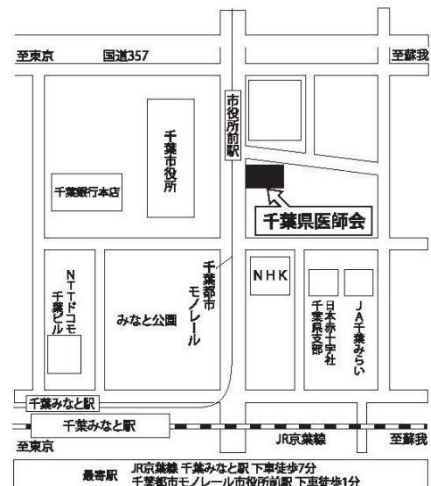 至東京
国道357
至蘇我
市役所前駅
千葉市役所
千葉銀行本店
千葉県医師会
NTTドコモ
千葉ビル
みなと公園
千葉都市
モノレール
NHK
日本赤十字社
千葉県支部
JA千葉みらい
千葉みなと駅
千葉みなと駅
JR京葉線
至東京
至蘇我
最寄駅
JR京葉線 千葉みなと駅 下車徒歩7分
千葉都市モノレール市役所前駅 下車徒歩1分